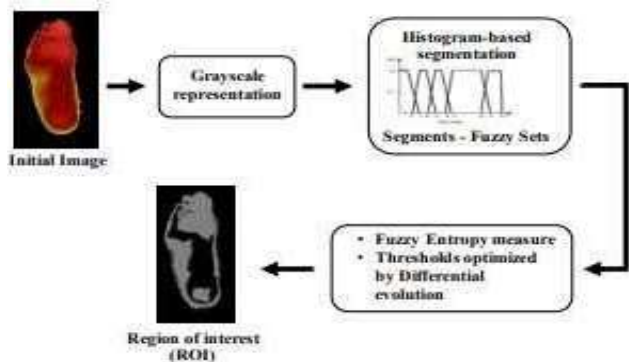 Initial Image
Grayscale
representation
Histogram-based
segmentation
Segments - Fuzzy Sets
• Fuzzy Entropy measure
• Thresholds optimized
by Differential
evolution
Region of interest
(ROI)